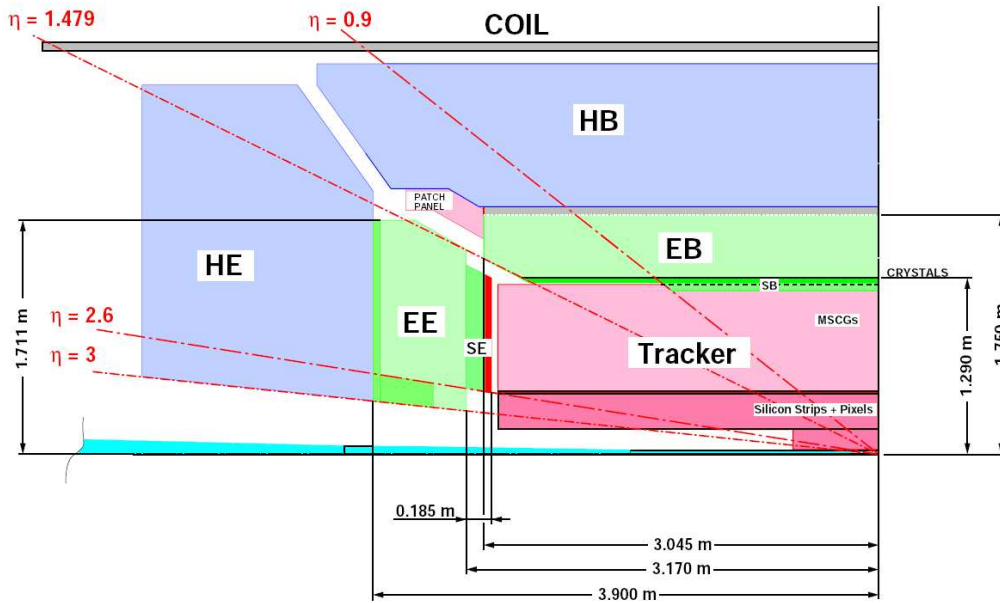 η = 1.479
η = 0.9
COIL
HB
PATCH
PANEL
EB
HE
CRYSTALS
SB
η = 2.6
EE
MSCGs
SE
Tracker
η = 3
1.711 m
1.290 m
Silicon Strips + Pixels
0.185 m
3.045 m
3.170 m
3.900 m